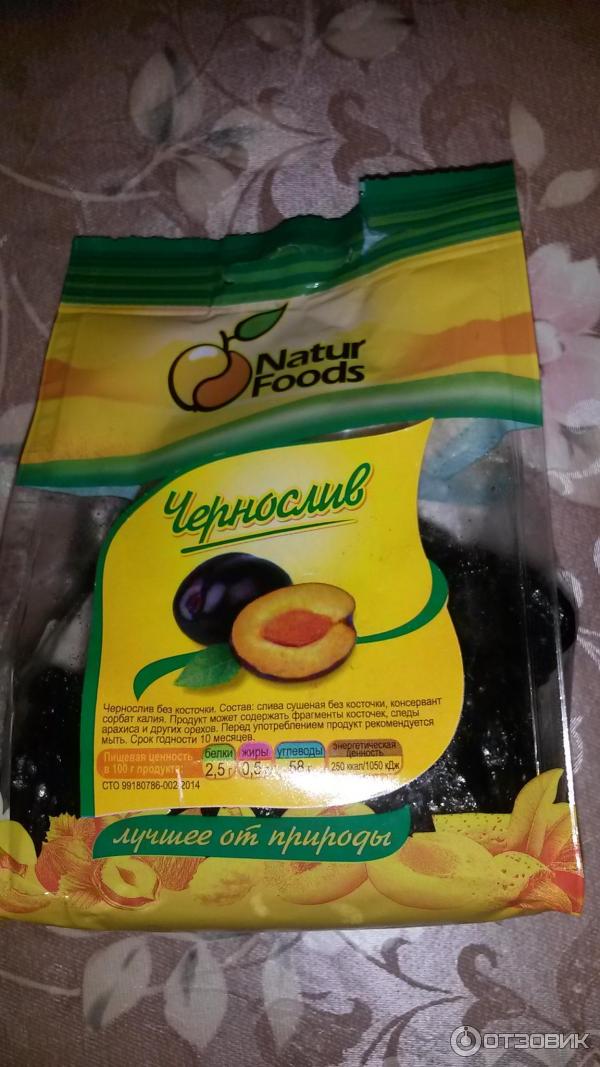 Natur
Foods
Чернослив
Чернослив без косточки. Состав: слива сушеная без косточки, консервант
сорбат калия. Продукт может содержать фрагменты косточек, следы
арахиса и других орехов. Перед употреблением продукт рекомендуется
мыть. Срок годности 10 месяцев.
Пищевая ценность
в 100 г продукта
белки
2,5 г
жиры
0,5 г
углеводы
58 г
Энергетическая
ценность
250 ккал/1050 кДж
СТО 99180786-002-2014
лучшее от природы
ОТЗОВИК